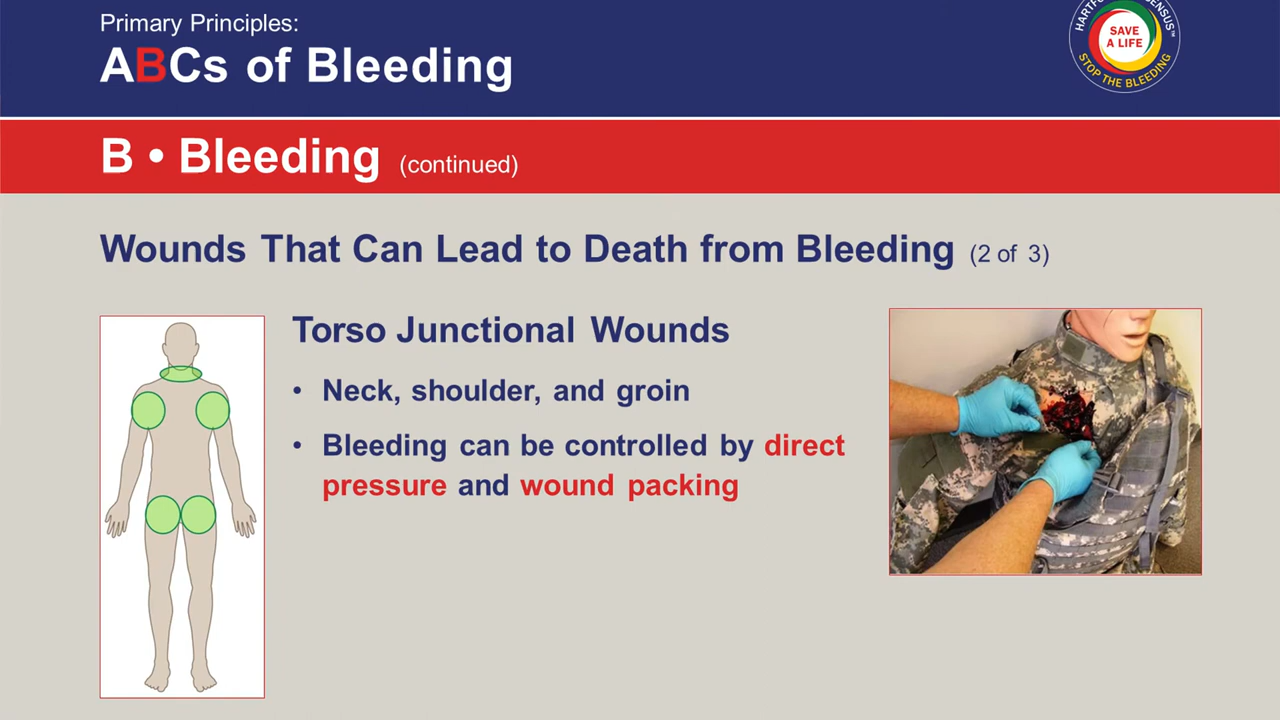 Primary Principles:
ABCs of Bleeding
SAVE
A LIFE
STOP THE BLEEDING
B • Bleeding (continued)
Wounds That Can Lead to Death from Bleeding (2 of 3)
Torso Junctional Wounds
• Neck, shoulder, and groin
• Bleeding can be controlled by direct
pressure and wound packing